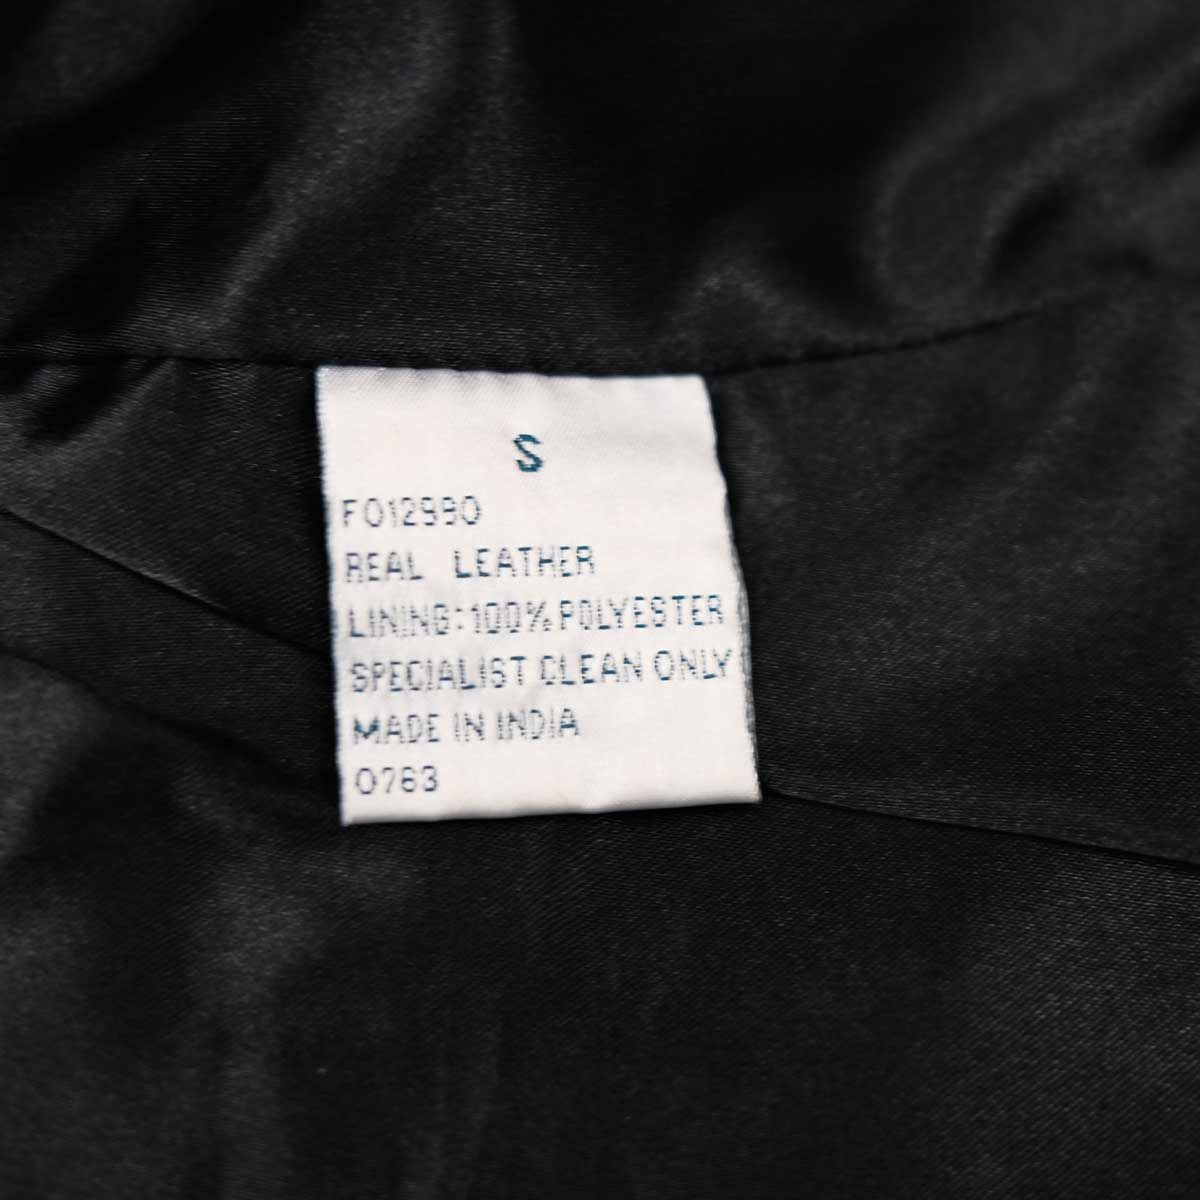 S
F012990
REAL LEATHER
LINING:100% POLYESTER
SPECIALIST CLEAN ONLY
MADE IN INDIA
0763